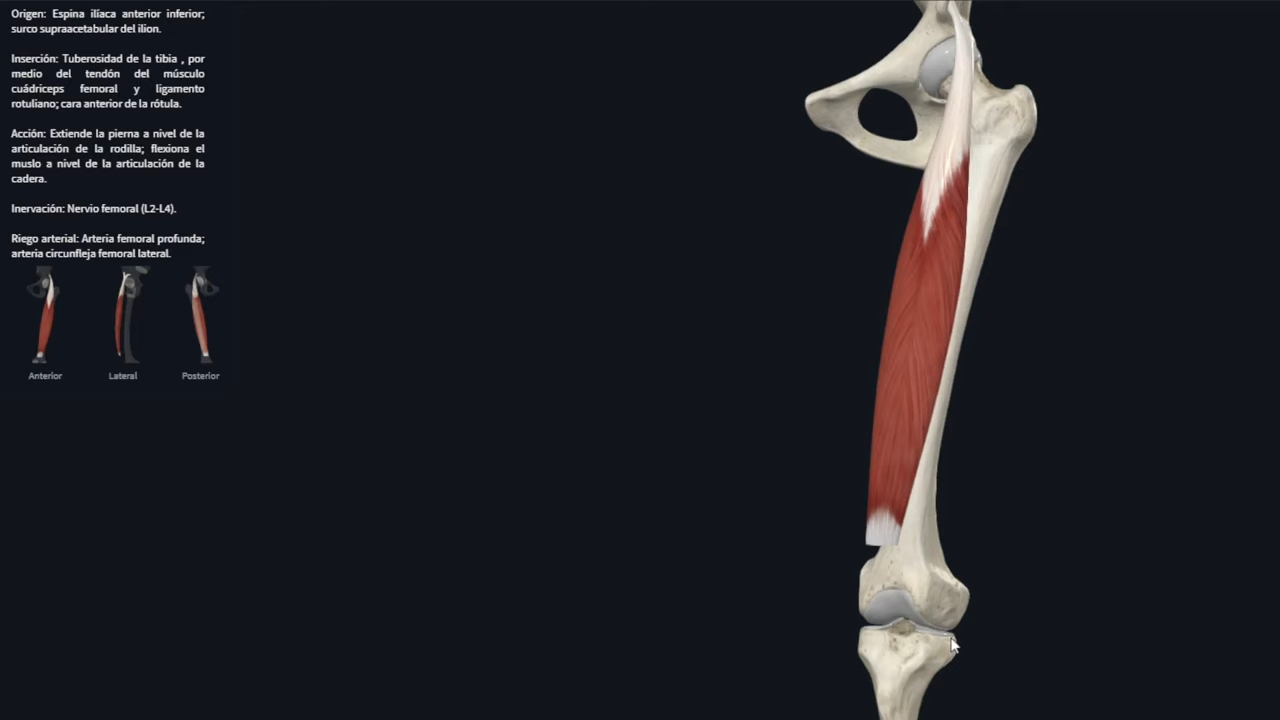 Origen: Espina iliaca anterior inferior;
surco supraacetabular del ilion.
Inserción: Tuberosidad de la tibia , por
medio del tendón del músculo
cuádriceps femoral y ligamento
rotuliano; cara anterior de la rótula.
Acción: Extiende la pierna a nivel de la
articulación de la rodilla; flexiona el
muslo a nivel de la articulación de la
cadera.
Inervación: Nervio femoral (L2-L4).
Riego arterial: Arteria femoral profunda;
arteria circunfleja femoral lateral.
Anterior Lateral Posterior